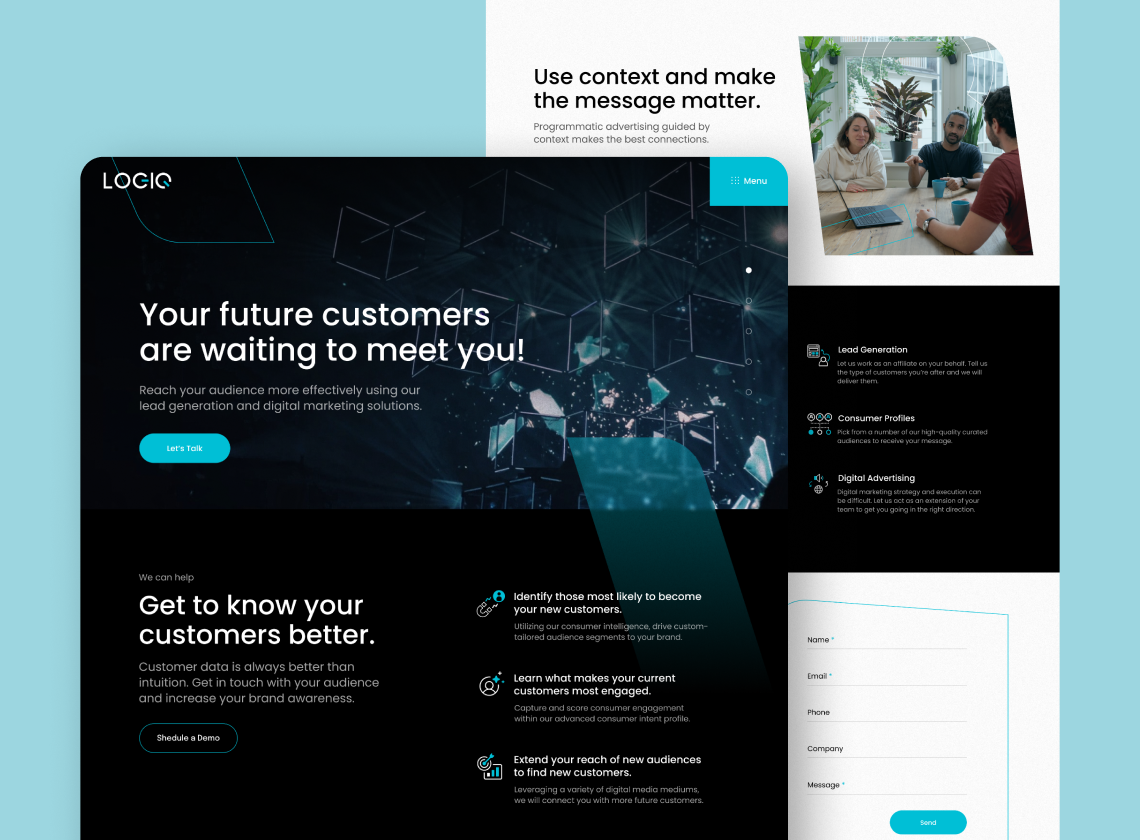 Use context and make
the message matter.
Programmatic advertising guided by
context makes the best connections.
LOGIQ
Menu
Your future customers
are waiting to meet you!
Reach your audience more effectively using our
lead generation and digital marketing solutions.
Let's Talk
We can help
Get to know your
customers better.
Customer data is always better than
intuition. Get in touch with your audience
and increase your brand awareness.
Shedule a Demo
Identify those most likely to become
your new customers.
Utilizing our consumer intelligence, drive custom-
tailored audience segments to your brand.
Learn what makes your current
customers most engaged.
Capture and score consumer engagement
within our advanced consumer intent profile.
Extend your reach of new audiences
to find new customers.
Leveraging a variety of digital media mediums,
we will connect you with more future customers.
Lead Generation
Let us work as an affiliate on your behalf. Tell us
the type of customers you're after and we will
deliver them.
Consumer Profiles
Pick from a number of our high-quality curated
audiences to receive your message.
Digital Advertising
Digital marketing strategy and execution can
be difficult. Let us act as an extension of your
team to get you going in the right direction.
Name *
Email *
Phone
Company
Message *
Send